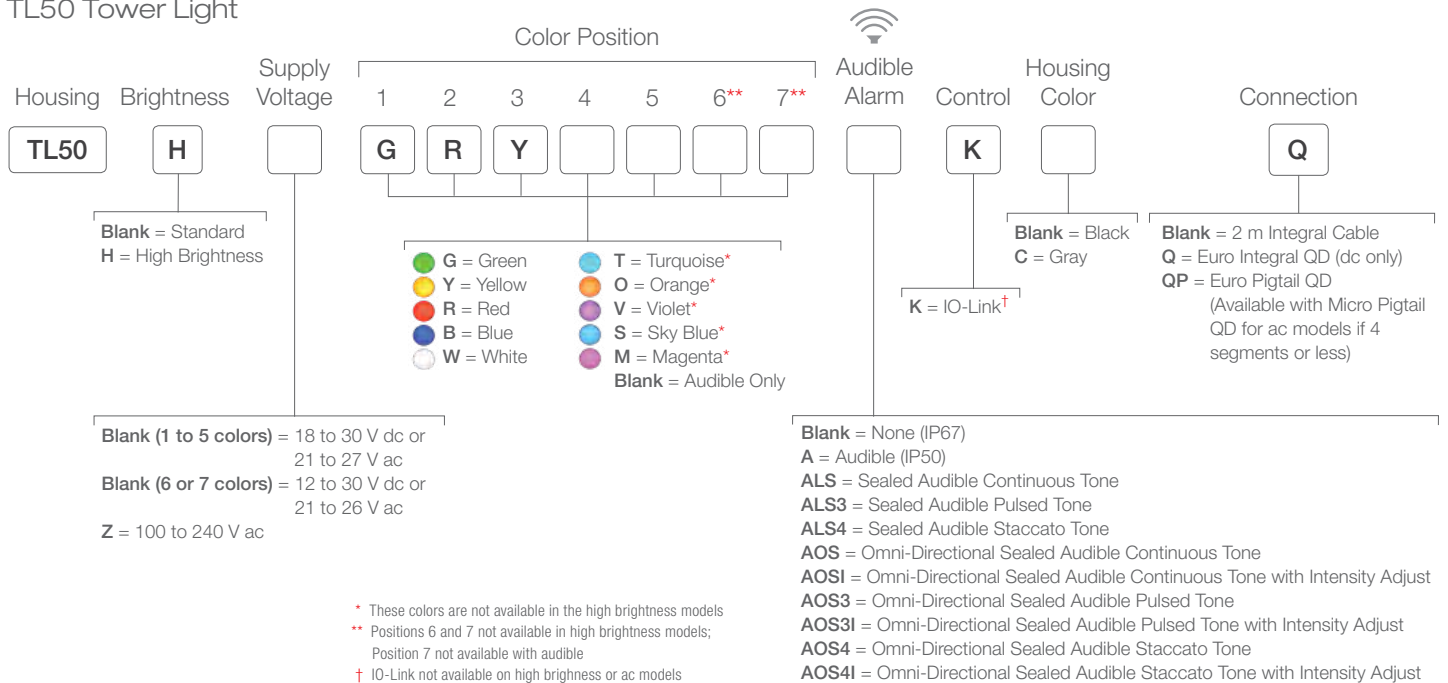 TL50 Tower Light
Color Position
Supply Voltage
Audible Alarm
Housing Color
Housing Brightness 1 2 3 4 5 6** 7** Control Connection
TL50 H G R Y K Q
Blank = Standard
H = High Brightness
G = Green
Y = Yellow
R = Red
B = Blue
W = White
T = Turquoise*
O = Orange*
V = Violet*
S = Sky Blue*
M = Magenta*
Blank = Audible Only
K = IO-Link†
Blank = Black
C = Gray
Blank = 2 m Integral Cable
Q = Euro Integral QD (dc only)
QP = Euro Pigtail QD
(Available with Micro Pigtail
QD for ac models if 4
segments or less)
Blank (1 to 5 colors) = 18 to 30 V dc or
21 to 27 V ac
Blank (6 or 7 colors) = 12 to 30 V dc or
21 to 26 V ac
Z = 100 to 240 V ac
Blank = None (IP67)
A = Audible (IP50)
ALS = Sealed Audible Continuous Tone
ALS3 = Sealed Audible Pulsed Tone
ALS4 = Sealed Audible Staccato Tone
AOS = Omni-Directional Sealed Audible Continuous Tone
AOSI = Omni-Directional Sealed Audible Continuous Tone with Intensity Adjust
AOS3 = Omni-Directional Sealed Audible Pulsed Tone
AOS3I = Omni-Directional Sealed Audible Pulsed Tone with Intensity Adjust
AOS4 = Omni-Directional Sealed Audible Staccato Tone
AOS4I = Omni-Directional Sealed Audible Staccato Tone with Intensity Adjust
* These colors are not available in the high brightness models
** Positions 6 and 7 not available in high brightness models;
Position 7 not available with audible
† IO-Link not available on high brighness or ac models